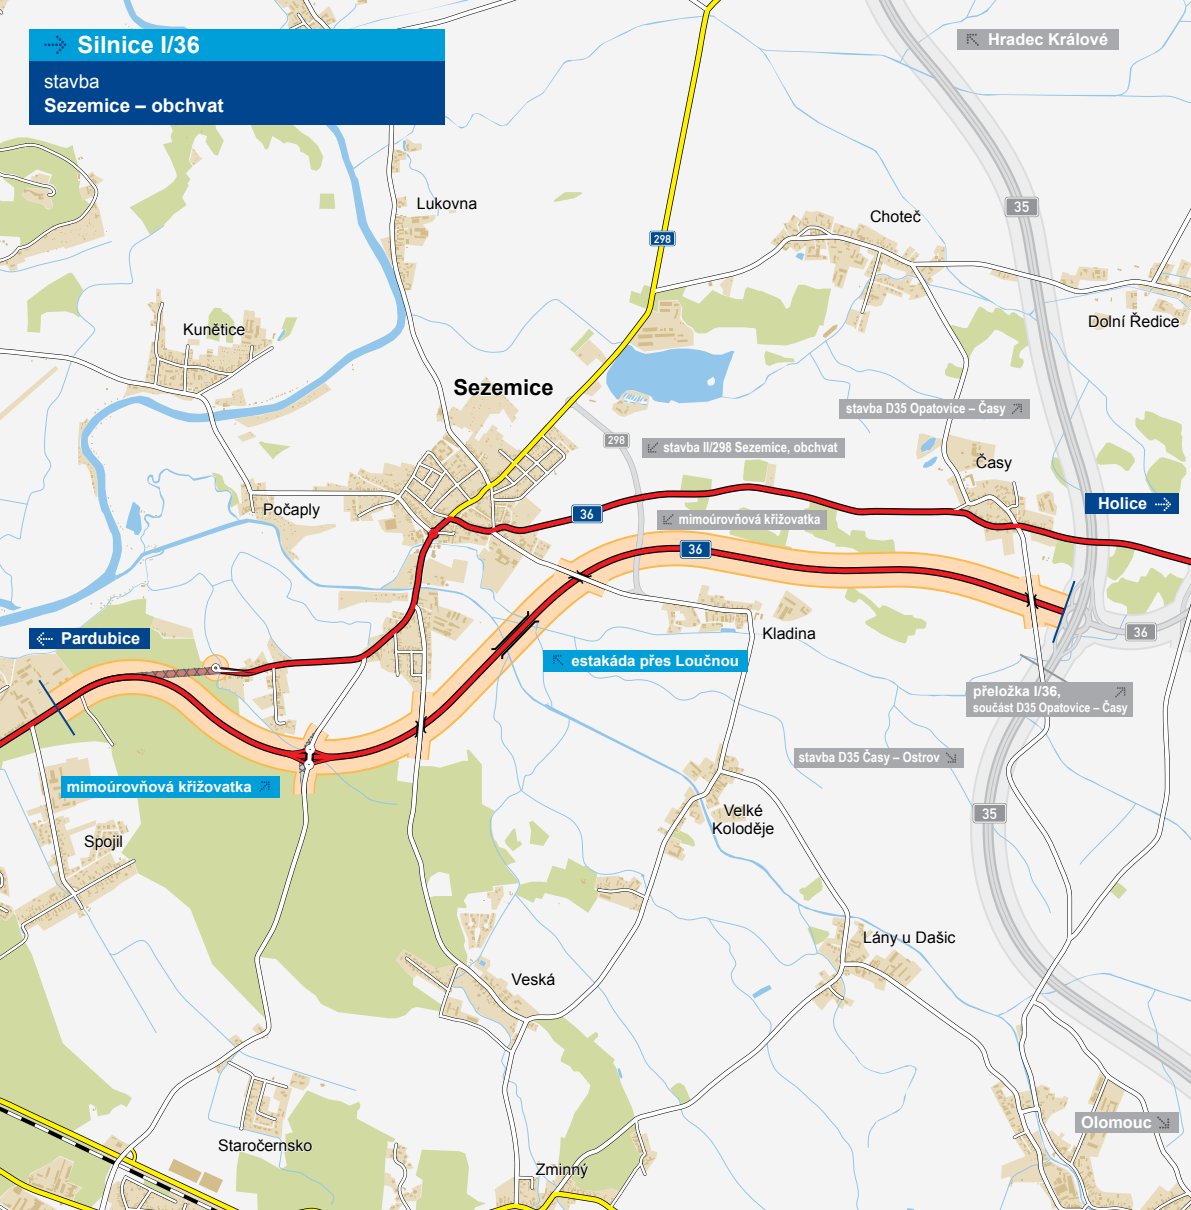 Silnice I/36
stavba
Sezemice – obchvat
Hradec Králové
35
Lukovna
Choteč
298
Dolní Ředice
Kunětice
Sezemice
stavba D35 Opatovice – Časy
298
stavba II/298 Sezemice, obchvat
Časy
Holice
Počaply
36
mimoúrovňová křižovatka
36
Pardubice
Kladina
36
estakáda přes Loučnou
přeložka I/36,
součást D35 Opatovice – Časy
stavba D35 Časy – Ostrov
mimoúrovňová křižovatka
35
Velké
Koloděje
Spojil
Lány u Dašic
Veská
Olomouc
Staročernsko
Zminný